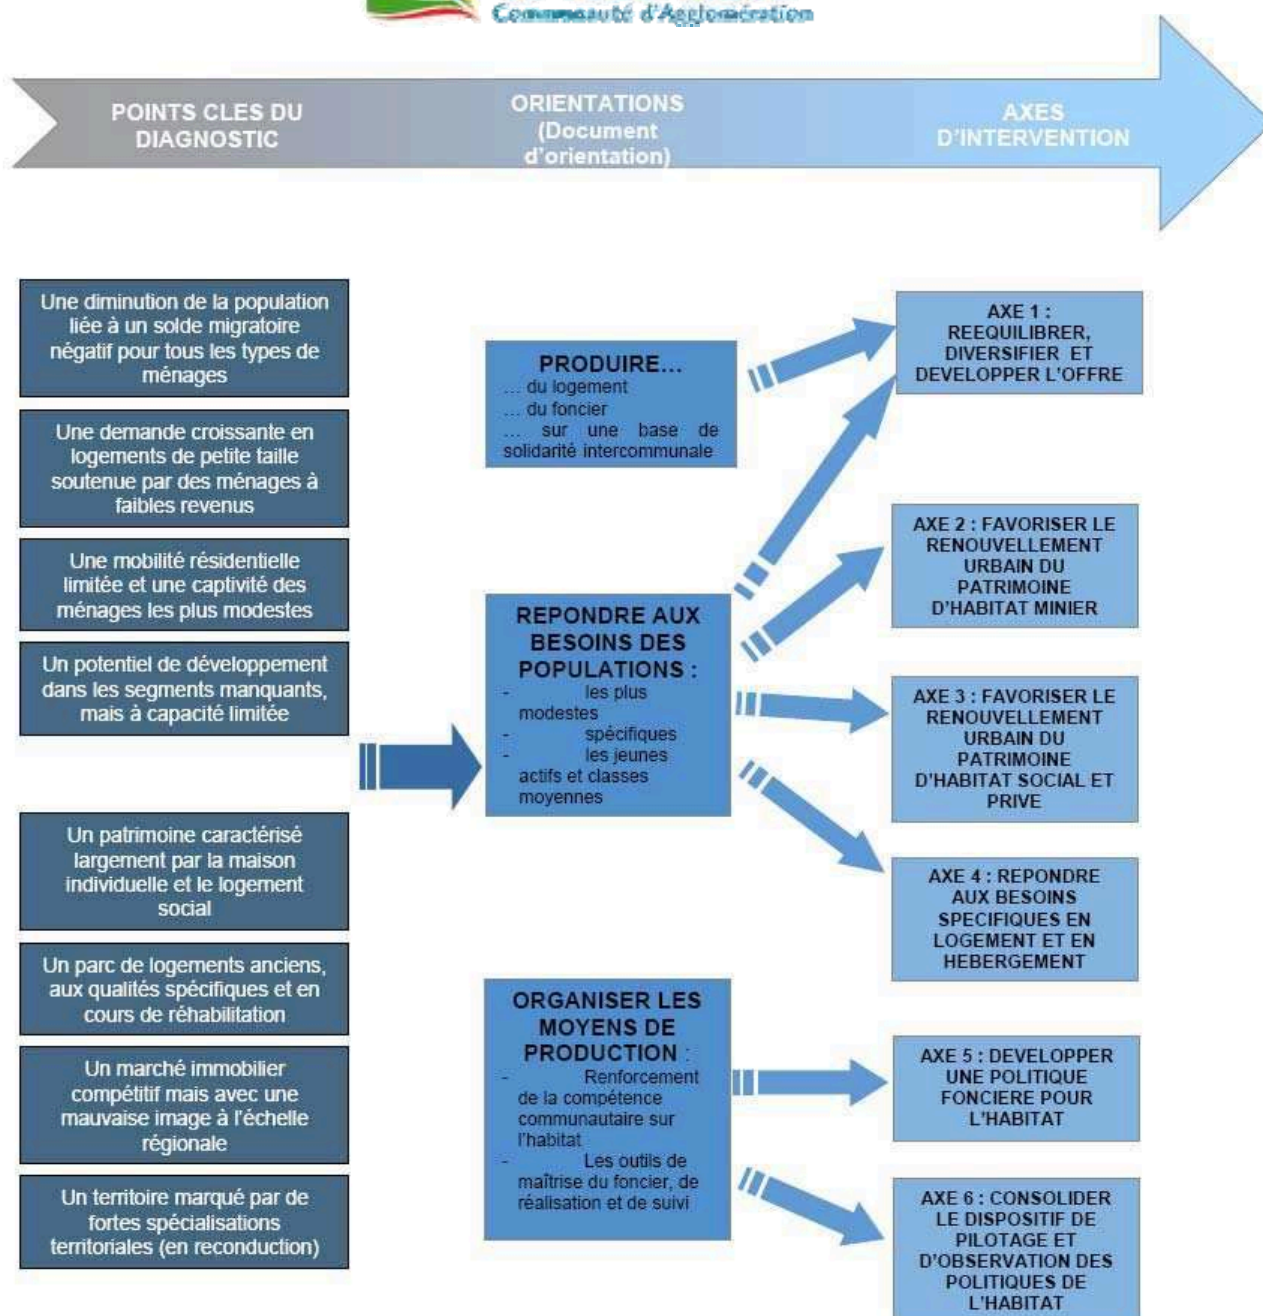 Communauté d'Agglomération
POINTS CLES DU
DIAGNOSTIC
ORIENTATIONS
(Document
d'orientation)
AXES
D'INTERVENTION
Une diminution de la population
liée à un solde migratoire
négatif pour tous les types de
ménages
Une demande croissante en
logements de petite taille
soutenue par des ménages à
faibles revenus
Une mobilité résidentielle
limitée et une captivité des
ménages les plus modestes
Un potentiel de développement
dans les segments manquants,
mais à capacité limitée
Un patrimoine caractérisé
largement par la maison
individuelle et le logement
social
Un parc de logements anciens,
aux qualités spécifiques et en
cours de réhabilitation
Un marché immobilier
compétitif mais avec une
mauvaise image à l'échelle
régionale
Un territoire marqué par de
fortes spécialisations
territoriales (en reconduction)
PRODUIRE...
... du logement
... du foncier
... sur une base de
solidarité intercommunale
REPONDRE AUX
BESOINS DES
POPULATIONS :
- les plus
modestes
- spécifiques
- les jeunes
actifs et classes
moyennes
ORGANISER LES
MOYENS DE
PRODUCTION :
- Renforcement
de la compétence
communautaire sur
l'habitat
- Les outils de
maîtrise du foncier, de
réalisation et de suivi
AXE 1 :
REEQUILIBRER,
DIVERSIFIER ET
DEVELOPPER L'OFFRE
AXE 2 : FAVORISER LE
RENOUVELLEMENT
URBAIN DU
PATRIMOINE
D'HABITAT MINIER
AXE 3 : FAVORISER LE
RENOUVELLEMENT
URBAIN DU
PATRIMOINE
D'HABITAT SOCIAL ET
PRIVE
AXE 4 : REPONDRE
AUX BESOINS
SPECIFIQUES EN
LOGEMENT ET EN
HEBERGEMENT
AXE 5 : DEVELOPPER
UNE POLITIQUE
FONCIERE POUR
L'HABITAT
AXE 6 : CONSOLIDER
LE DISPOSITIF DE
PILOTAGE ET
D'OBSERVATION DES
POLITIQUES DE
L'HABITAT